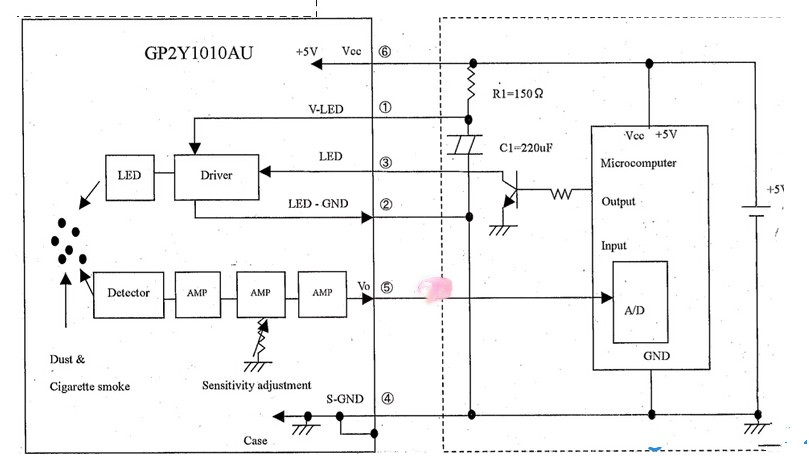 GP2Y1010AU
+5V Vcc ⑥
R1=150Ω
V-LED ①
C1=220uF
Vcc +5V
Microcomputer
LED ③
LED
Driver
Output
+5V
LED - GND ②
Input
Detector
AMP
AMP
AMP
Vo ⑤
A/D
Dust &
Cigarette smoke
Sensitivity adjustment
GND
S-GND ④
Case